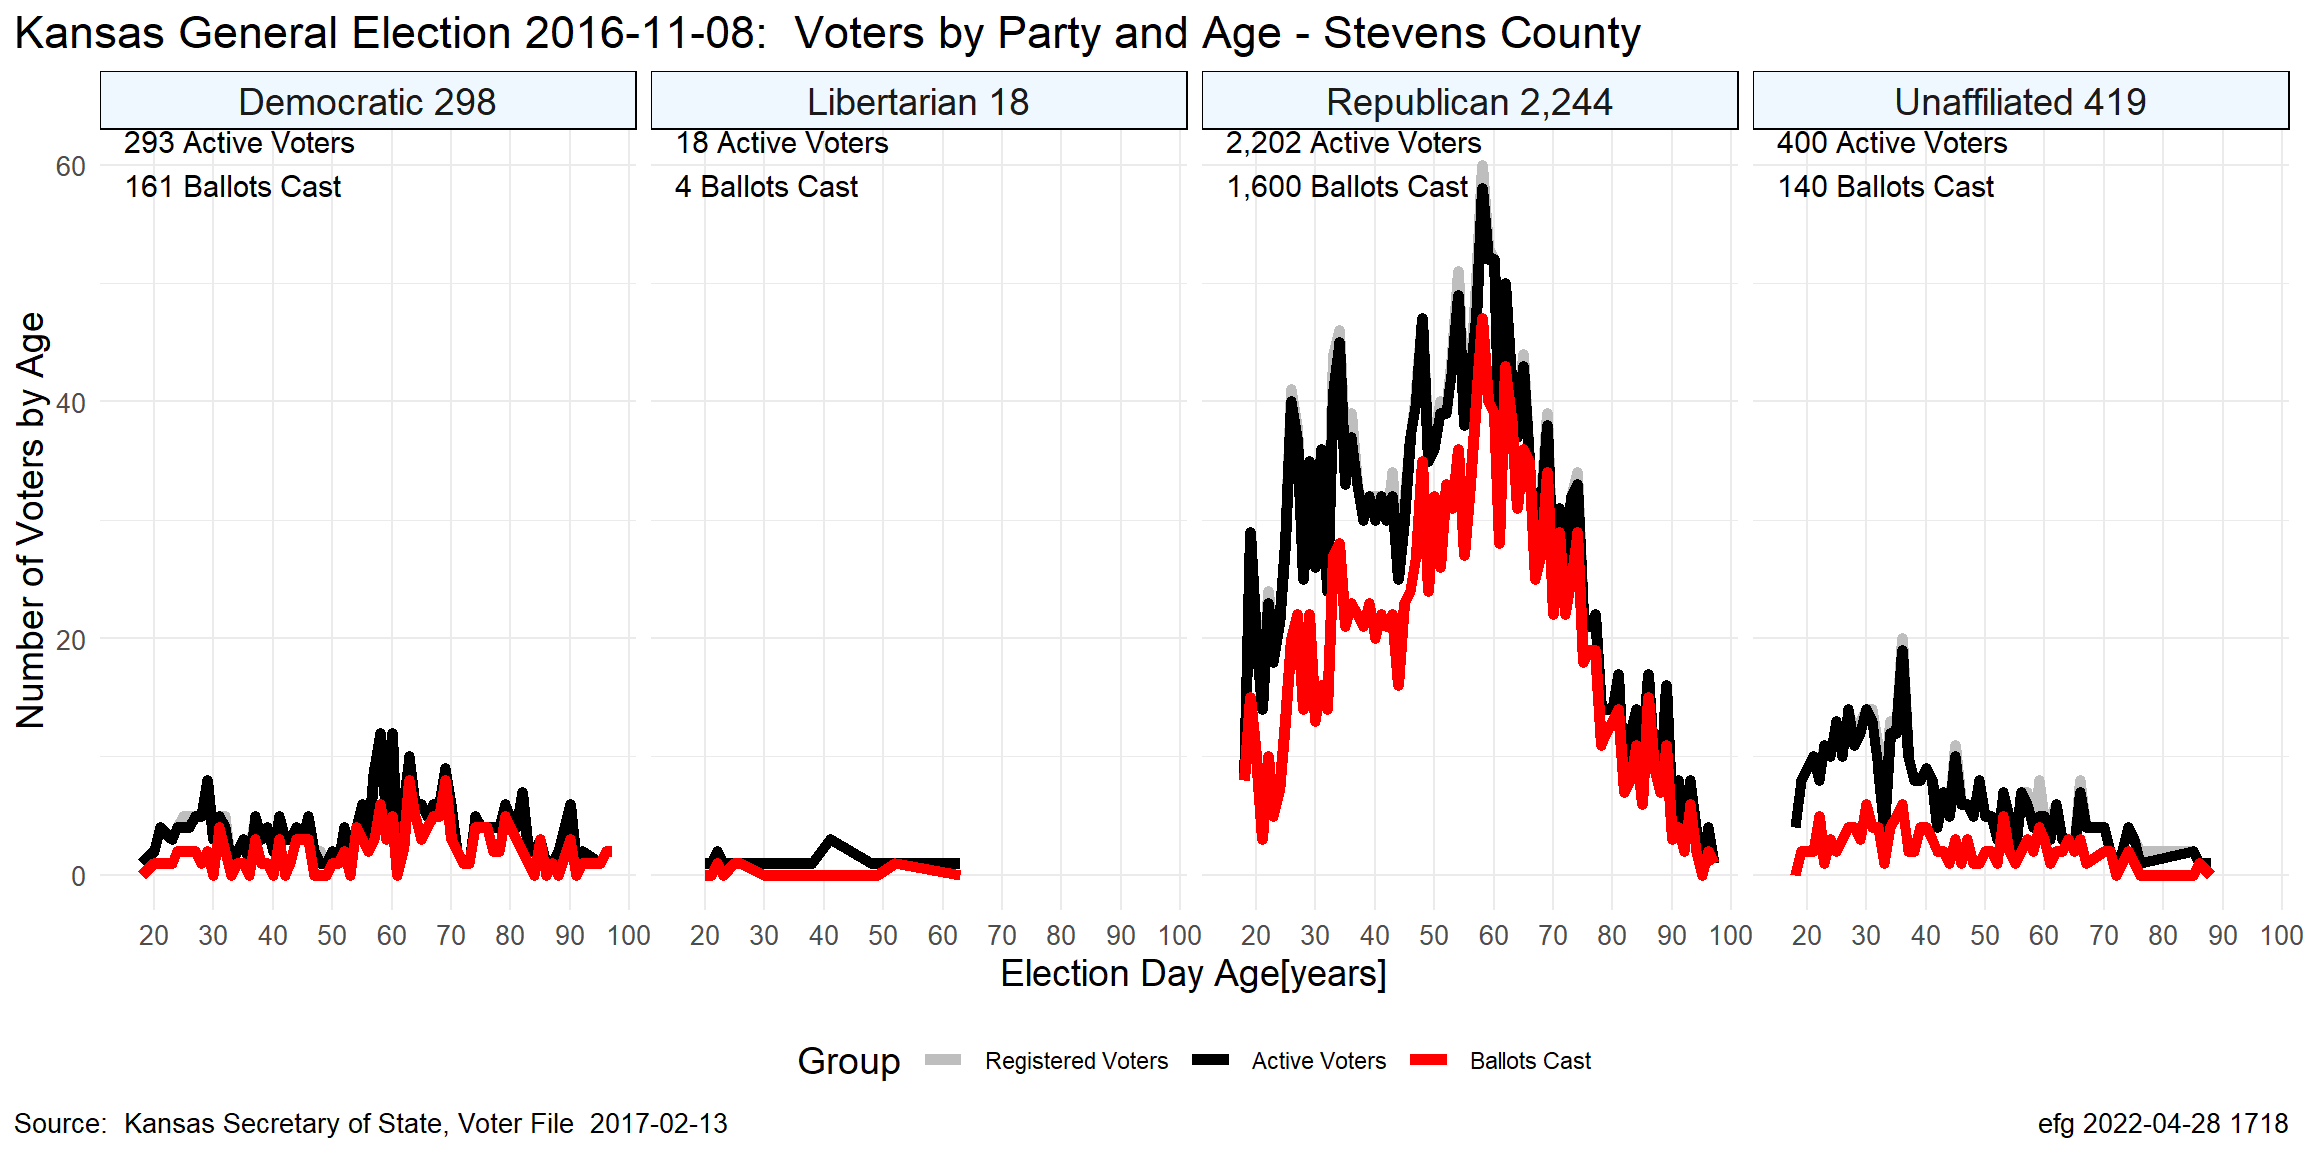 Kansas General Election 2016-11-08:  Voters by Party and Age - Stevens County
Democratic 298
Libertarian 18
Republican 2,244
Unaffiliated 419
293 Active Voters
161 Ballots Cast
18 Active Voters
4 Ballots Cast
2,202 Active Voters
1,600 Ballots Cast
400 Active Voters
140 Ballots Cast
Number of Voters by Age
60
40
20
0
20 30 40 50 60 70 80 90 100
20 30 40 50 60 70 80 90 100
20 30 40 50 60 70 80 90 100
20 30 40 50 60 70 80 90 100
Election Day Age[years]
Group Registered Voters Active Voters Ballots Cast
Source:  Kansas Secretary of State, Voter File  2017-02-13
efg 2022-04-28 1718